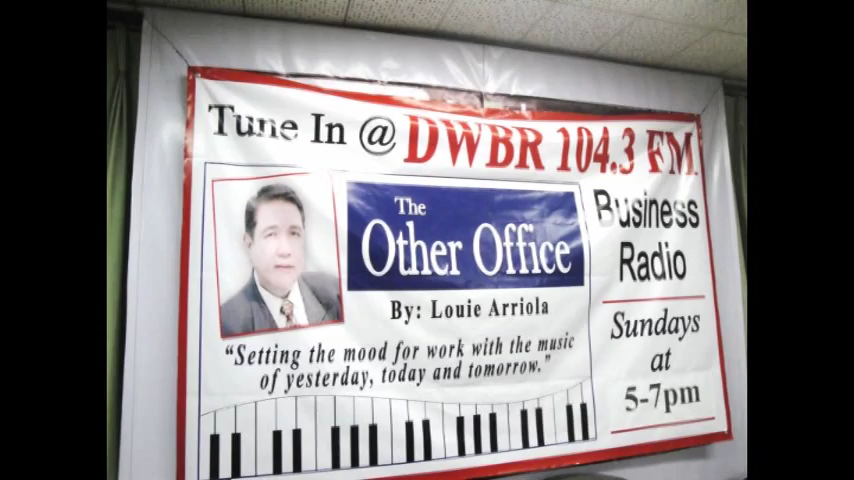 Tune In @ DWBR 104.3 FM
The
Other Office
By: Louie Arriola
"Setting the mood for work with the music
of yesterday, today and tomorrow."
Business
Radio
Sundays
at
5-7pm